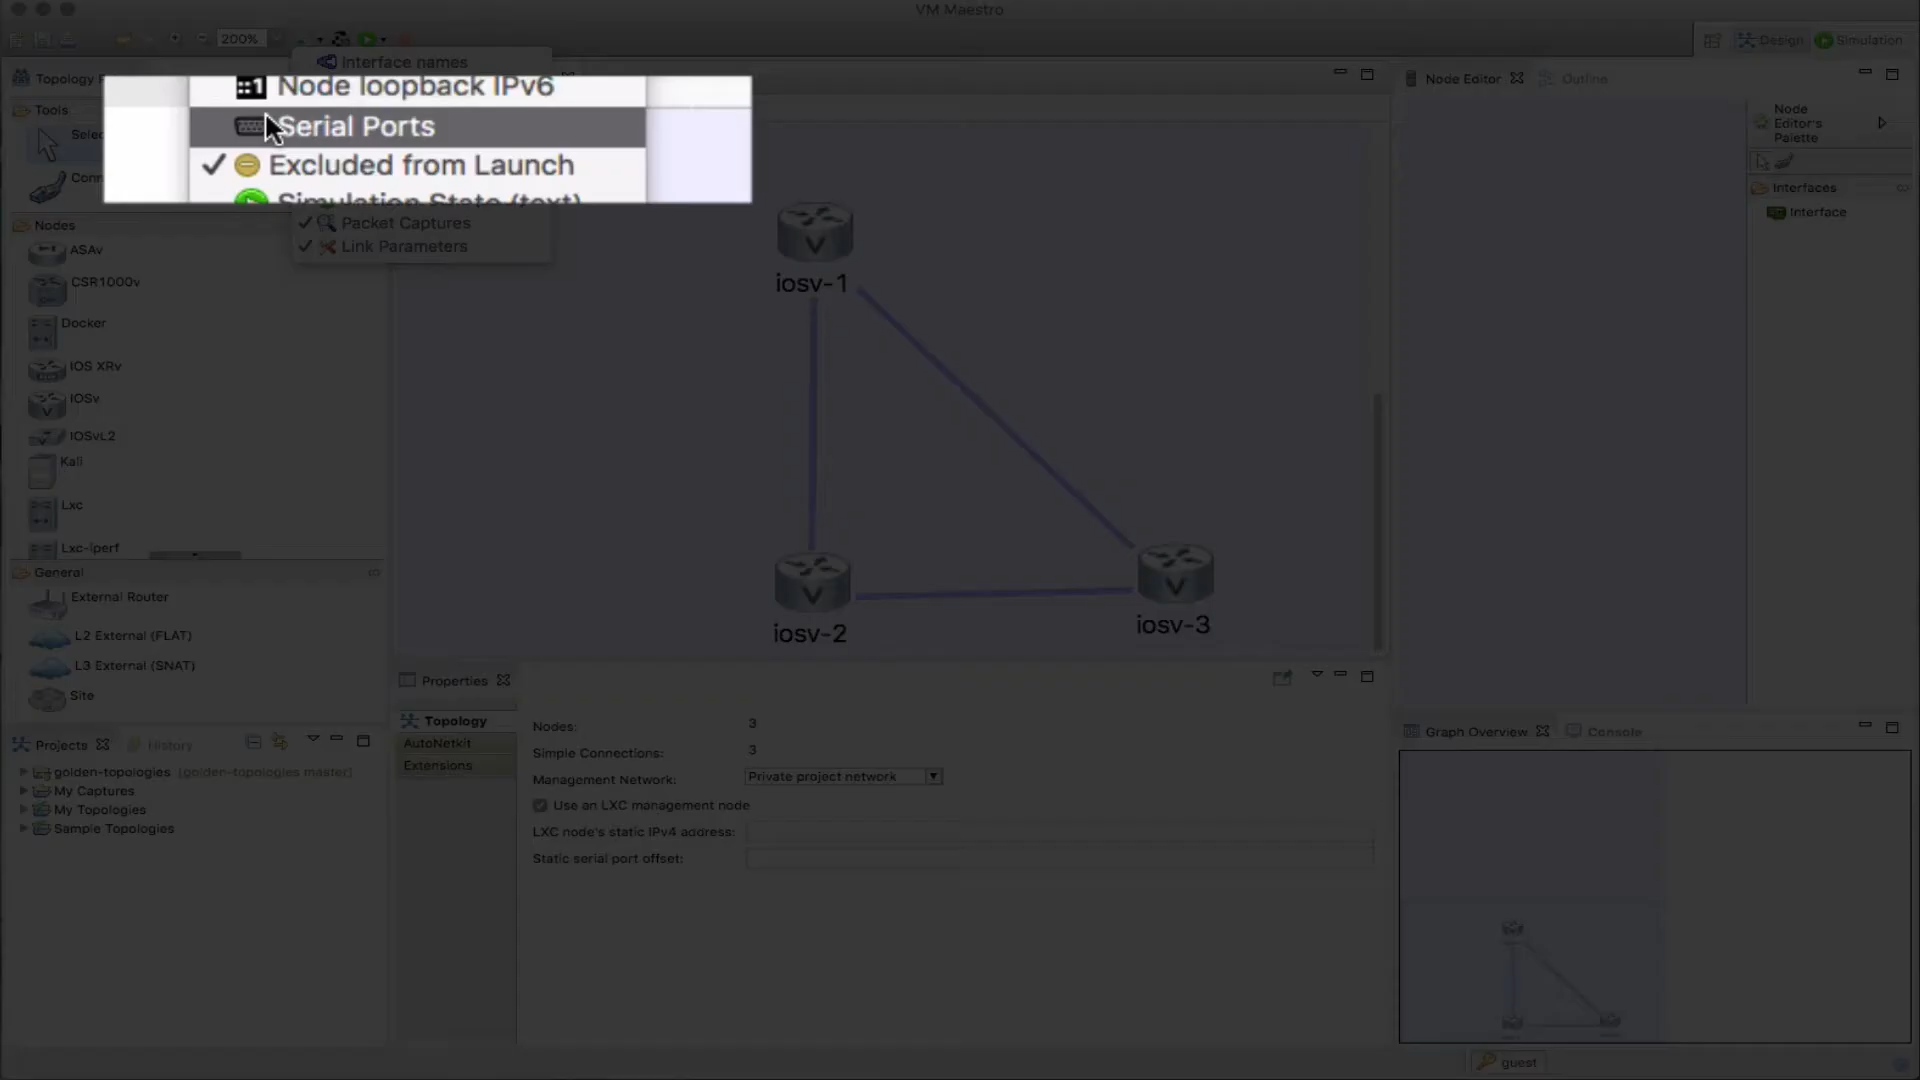 VM Maestro
200%
Design
Simulation
Interface names
Node loopback IPv6
Serial Ports
Excluded from Launch
Simulation State (text)
Packet Captures
Link Parameters
Topology
Tools
Nodes
ASAv
CSR1000v
Docker
IOS XRv
IOSv
IOSvL2
Kali
Lxc
Lxc-iperf
General
External Router
L2 External (FLAT)
L3 External (SNAT)
Site
Projects
History
golden-topologies [golden-topologies master]
My Captures
My Topologies
Sample Topologies
iosv-1
iosv-2
iosv-3
Properties
Topology
AutoNetkit
Extensions
Nodes: 3
Simple Connections: 3
Management Network: Private project network
Use an LXC management node
LXC node's static IPv4 address:
Static serial port offset:
Node Editor
Outline
Node
Editor's
Palette
Interfaces
Interface
Graph Overview
Console
guest